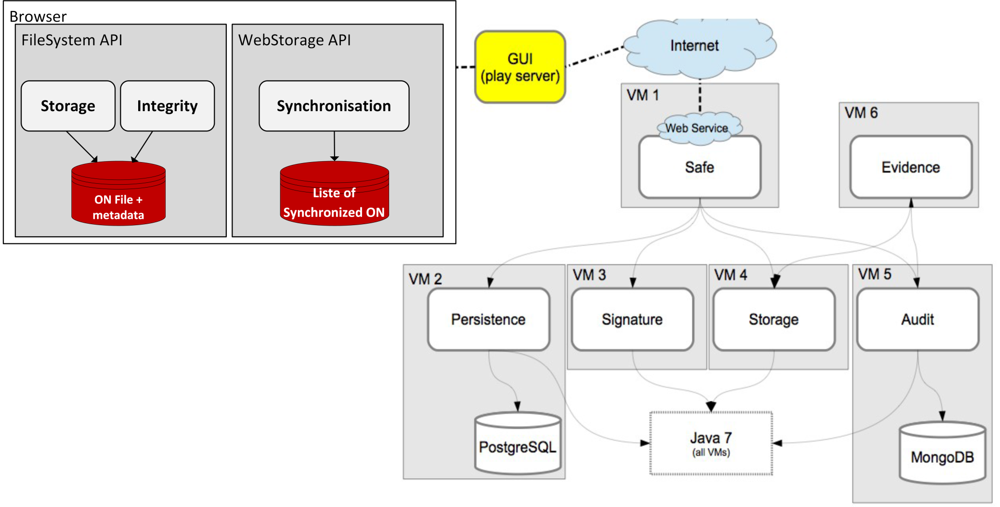 Browser
FileSystem API
WebStorage API
Storage
Integrity
Synchronisation
ON File +
metadata
Liste of
Synchronized ON
GUI
(play server)
Internet
VM 1
Web Service
Safe
VM 6
Evidence
VM 2
Persistence
VM 3
Signature
VM 4
Storage
VM 5
Audit
PostgreSQL
Java 7
(all VMs)
MongoDB